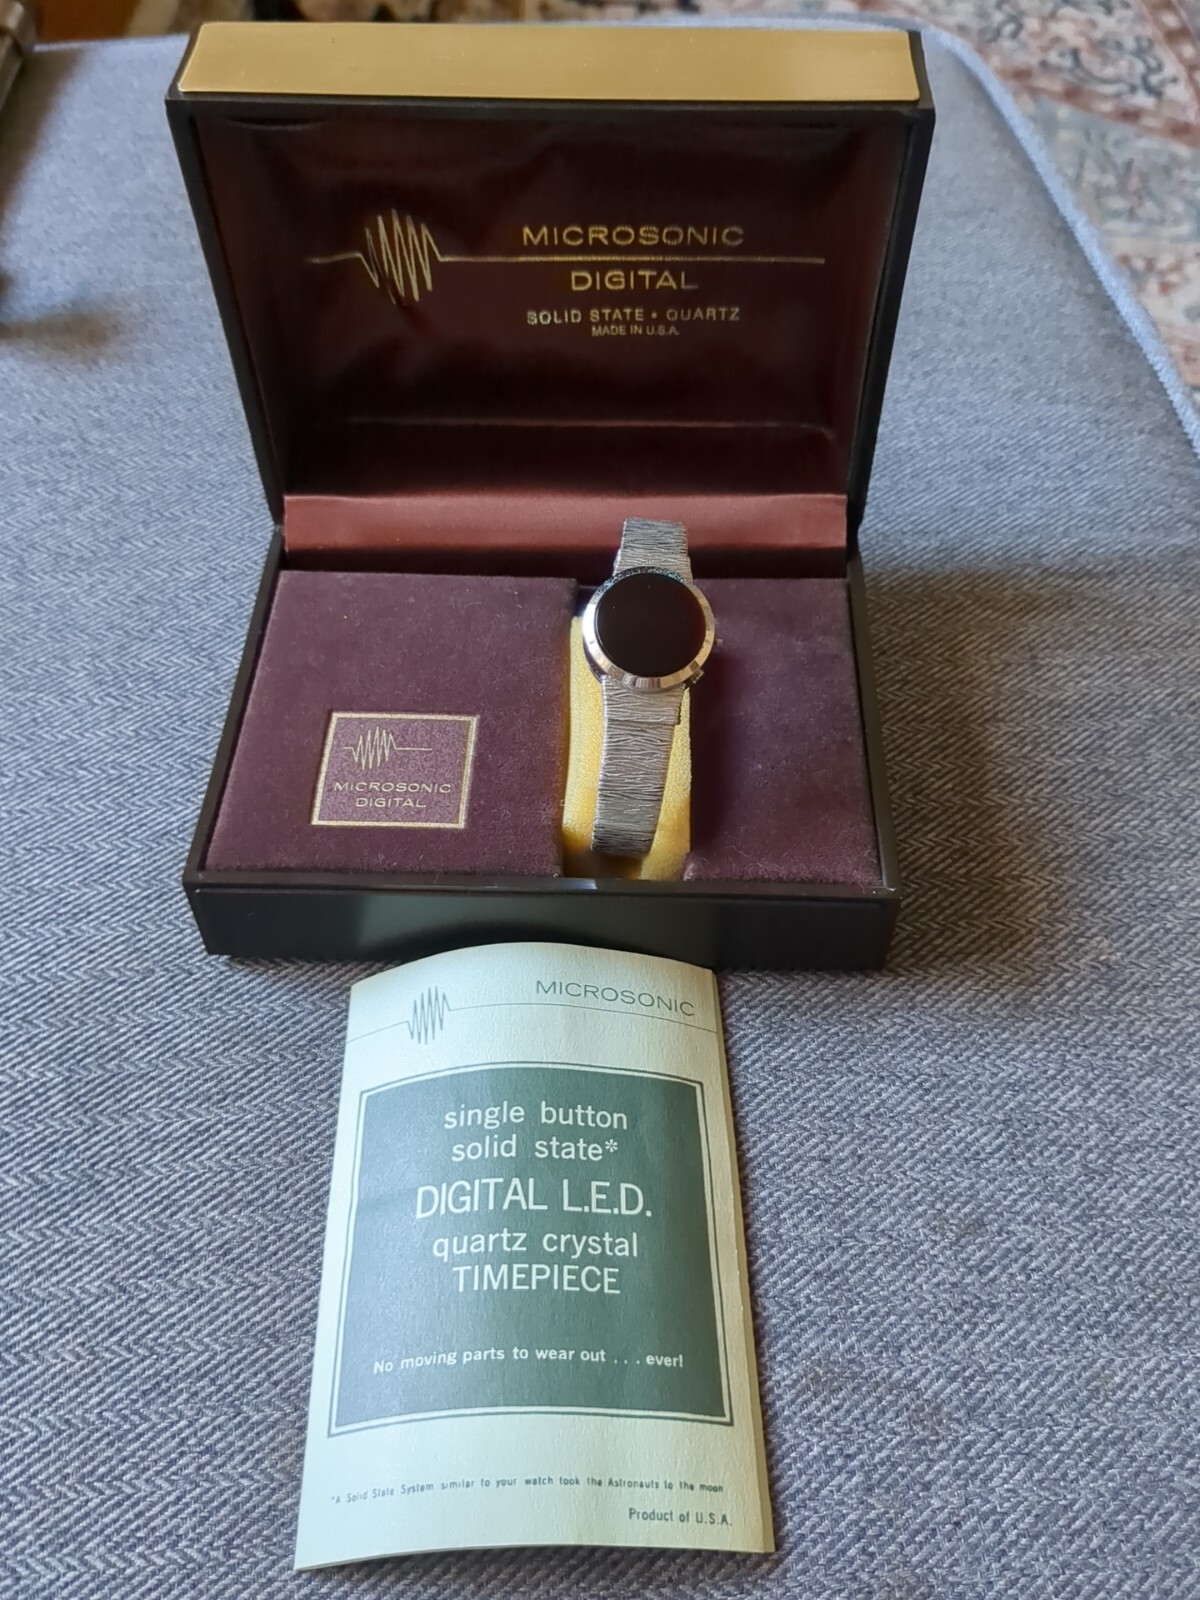 MICROSONIC
DIGITAL
SOLID STATE • QUARTZ
MADE IN U.S.A.
MICROSONIC
DIGITAL
MICROSONIC
single button
solid state*
DIGITAL L.E.D.
quartz crystal
TIMEPIECE
No moving parts to wear out . . . ever!
*A Solid State System similar to your watch took the Astronauts to the moon
Product of U.S.A.